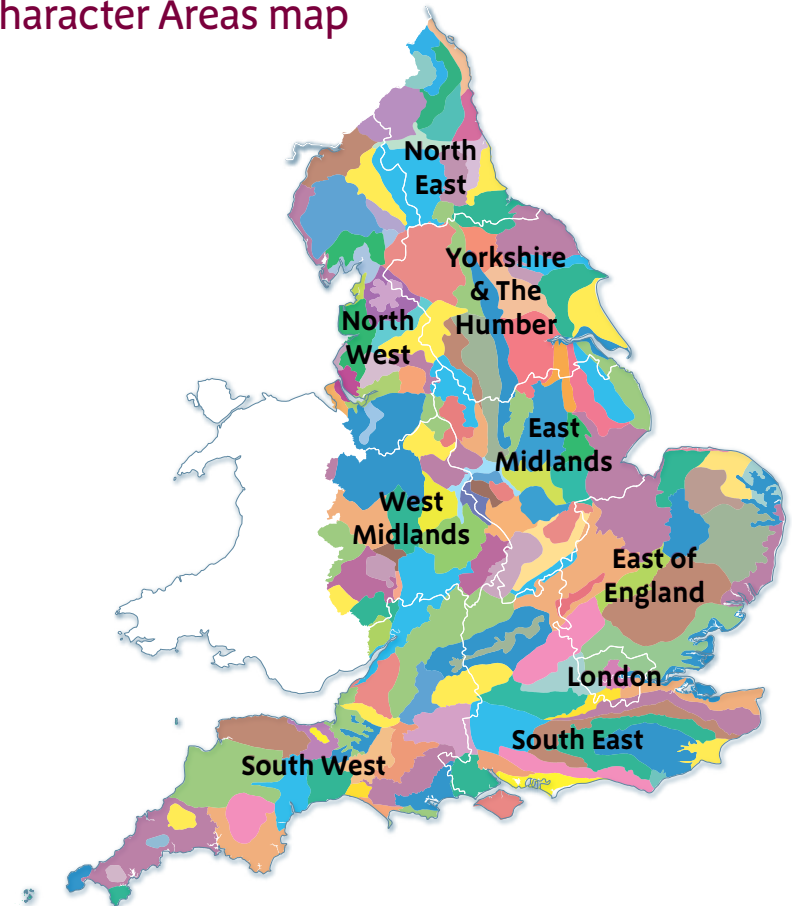 haracter Areas map
North
East
Yorkshire
& The
Humber
North
West
East
Midlands
West
Midlands
East of
England
London
South East
South West